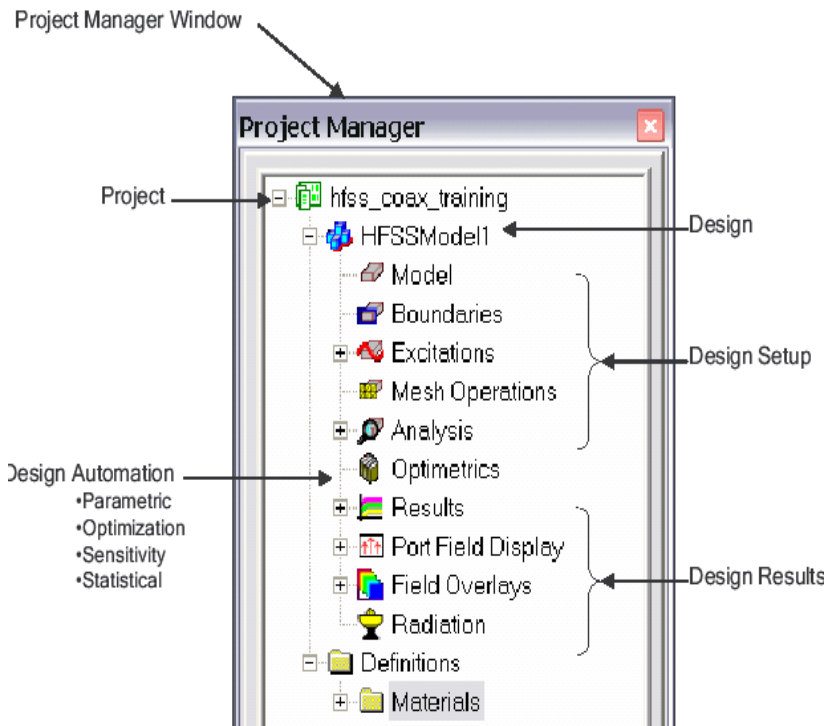 Project Manager Window
Project Manager
Project
hfss_coax_training
HFSSModel1
Design
Model
Boundaries
Excitations
Design Setup
Mesh Operations
Analysis
Design Automation
•Parametric
•Optimization
•Sensitivity
•Statistical
Optimetrics
Results
Port Field Display
Field Overlays
Design Results
Radiation
Definitions
Materials